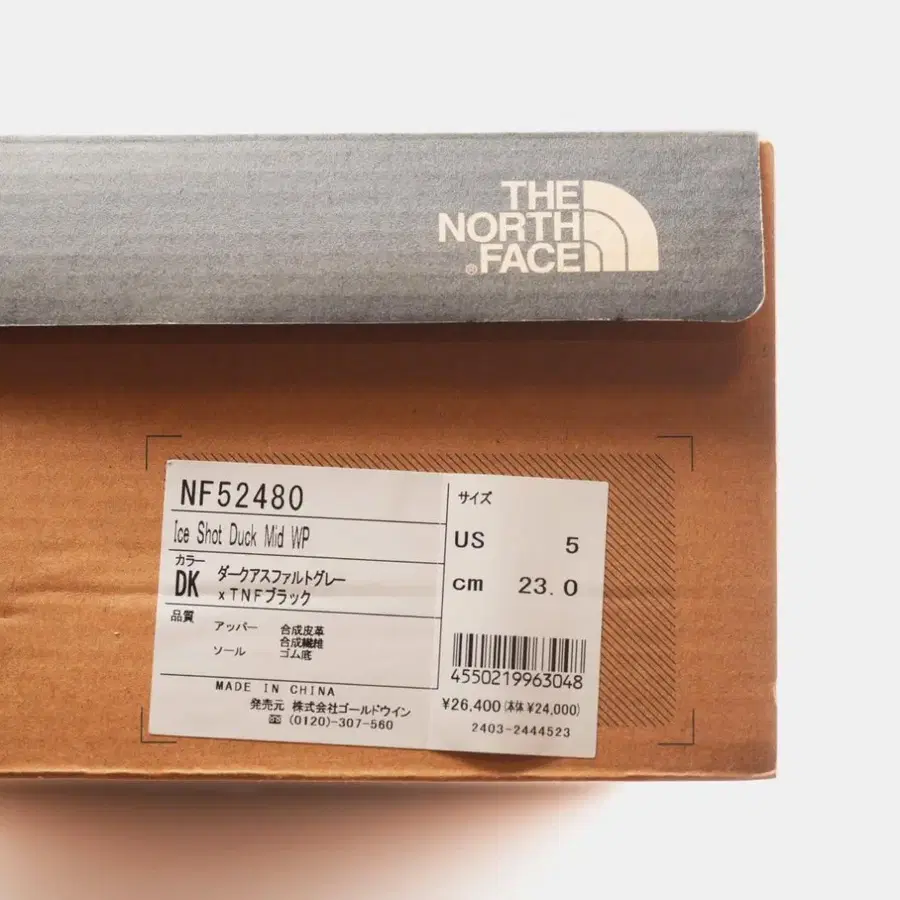 THE
NORTH
FACE
®
NF52480
Ice Shot Duck Mid WP
カラー
DK ダークアスファルトグレー
xTNFブラック
品質
アッパー 合成皮革
合成繊維
ソール ゴム底
MADE IN CHINA
発売元 株式会社ゴールドウイン
(0120)-307-560
サイズ
US 5
cm 23.0
4550219963048
¥26,400(本体 ¥24,000)
2403-2444523